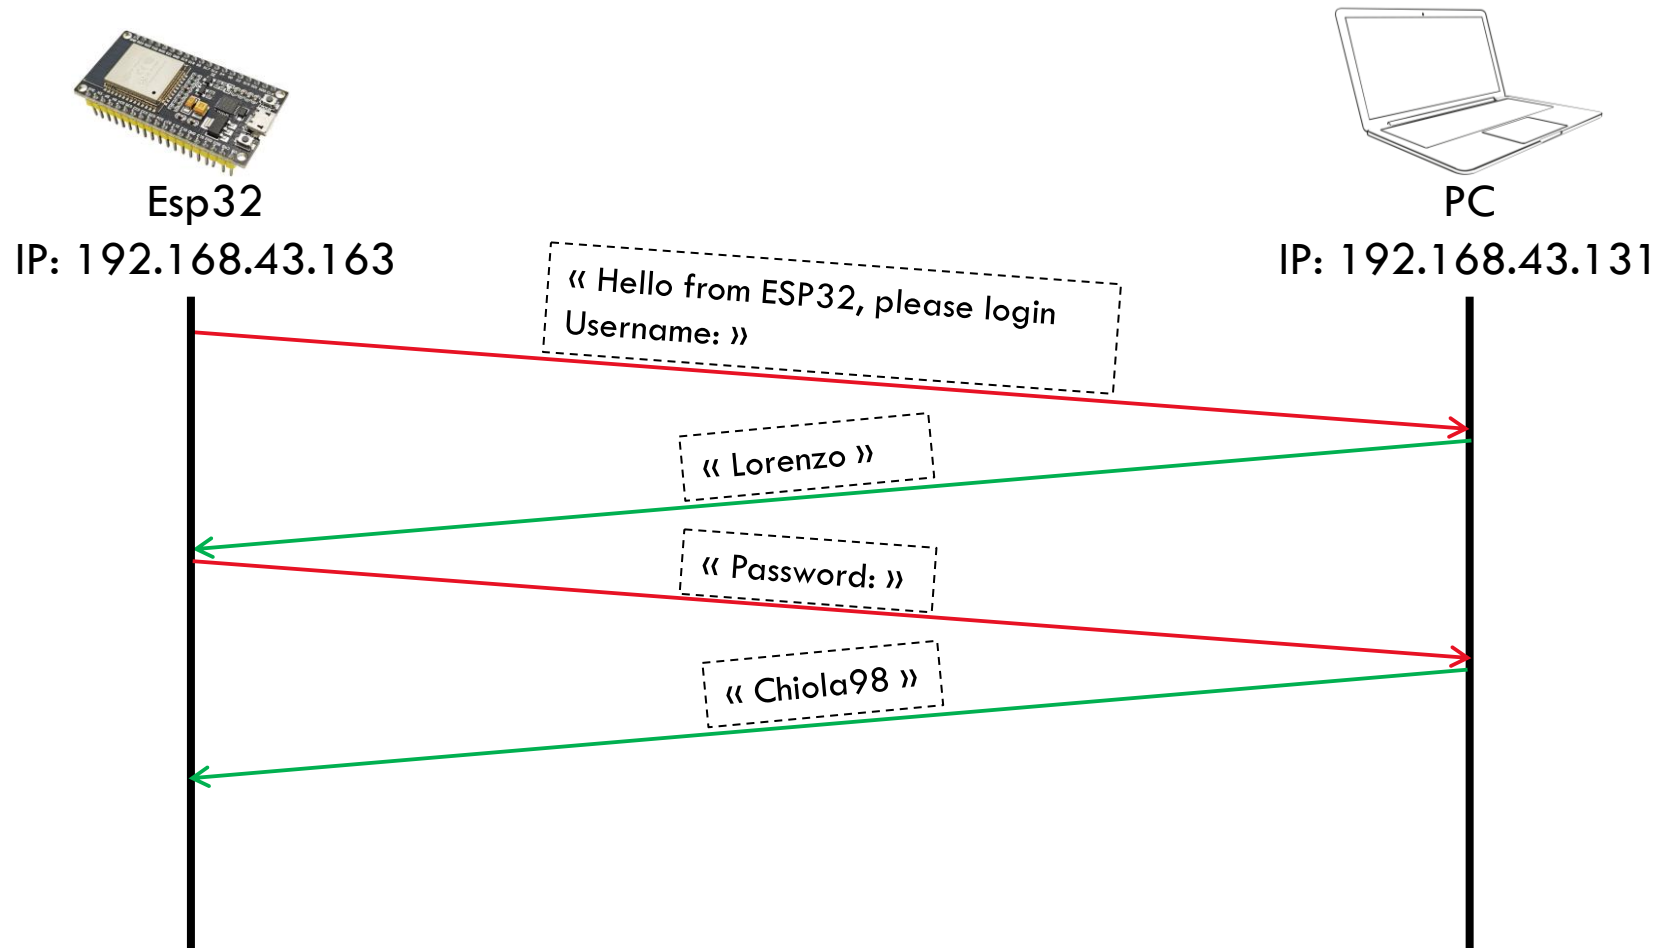 Esp32
IP: 192.168.43.163
PC
IP: 192.168.43.131
« Hello from ESP32, please login
Username: »
« Lorenzo »
« Password: »
« Chiola98 »